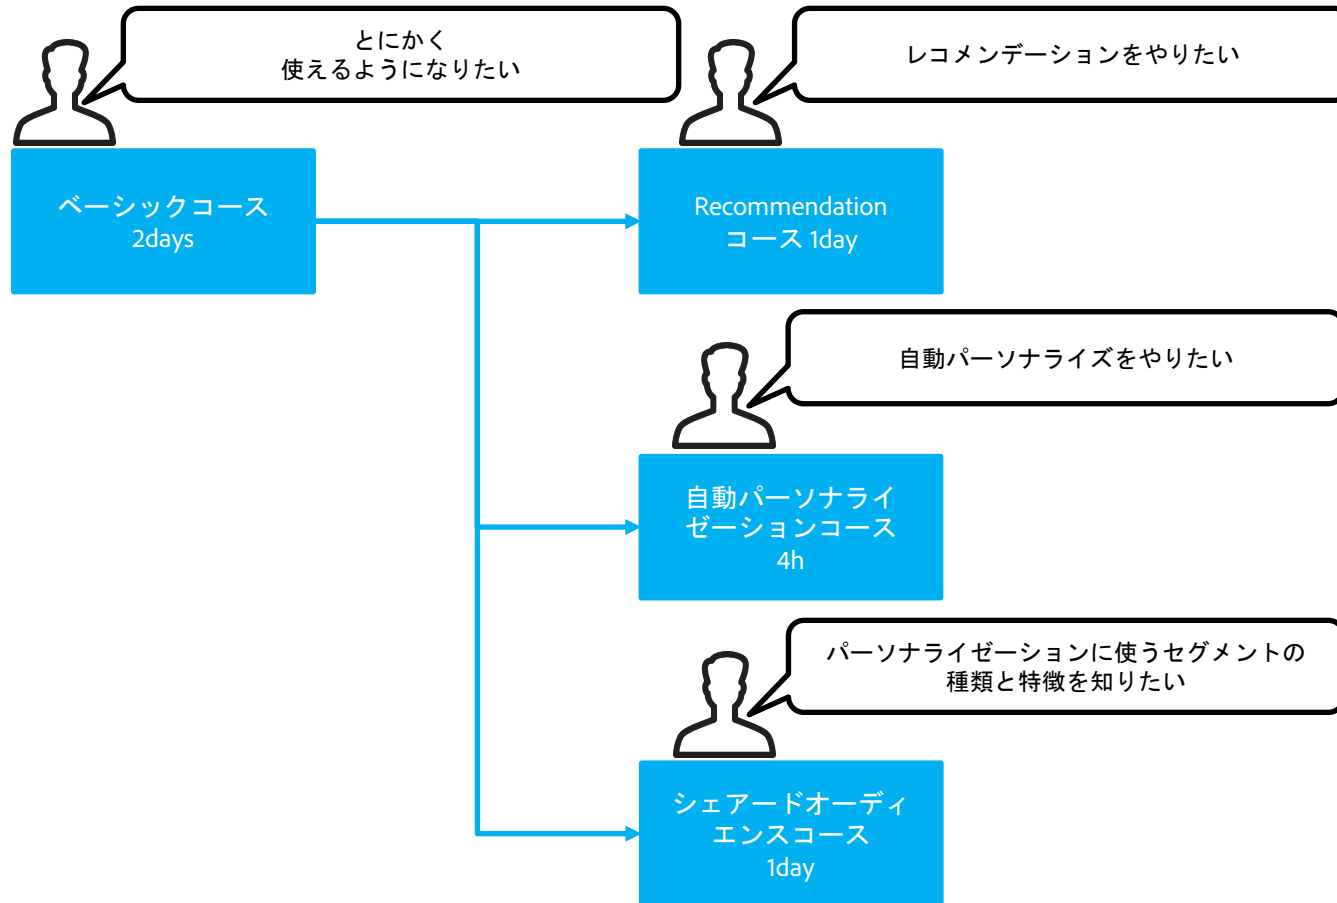 とにかく
使えるようになりたい
レコメンデーションをやりたい
ベーシックコース
2days
Recommendation
コース 1day
自動パーソナライズをやりたい
自動パーソナライ
ゼーションコース
4h
パーソナライゼーションに使うセグメントの
種類と特徴を知りたい
シェアードオーディ
エンスコース
1day